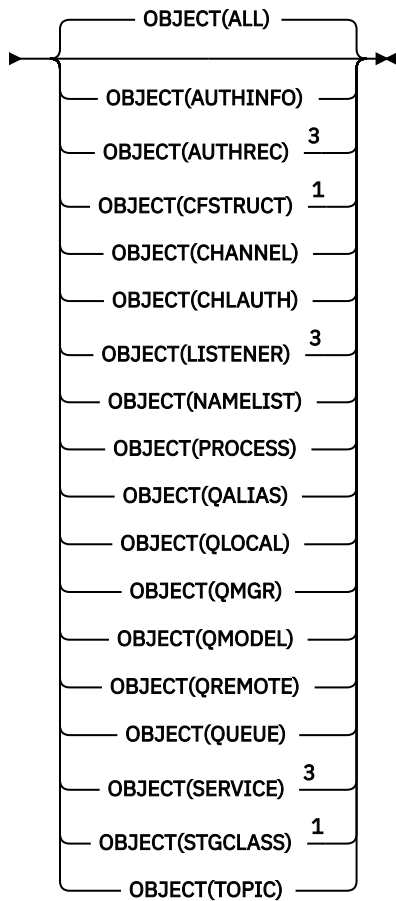 OBJECT(ALL)
OBJECT(AUTHINFO)
OBJECT(AUTHREC) 3
OBJECT(CFSTRUCT) 1
OBJECT(CHANNEL)
OBJECT(CHLAUTH)
OBJECT(LISTENER) 3
OBJECT(NAMELIST)
OBJECT(PROCESS)
OBJECT(QALIAS)
OBJECT(QLOCAL)
OBJECT(QMGR)
OBJECT(QMODEL)
OBJECT(QREMOTE)
OBJECT(QUEUE)
OBJECT(SERVICE) 3
OBJECT(STGCLASS) 1
OBJECT(TOPIC)